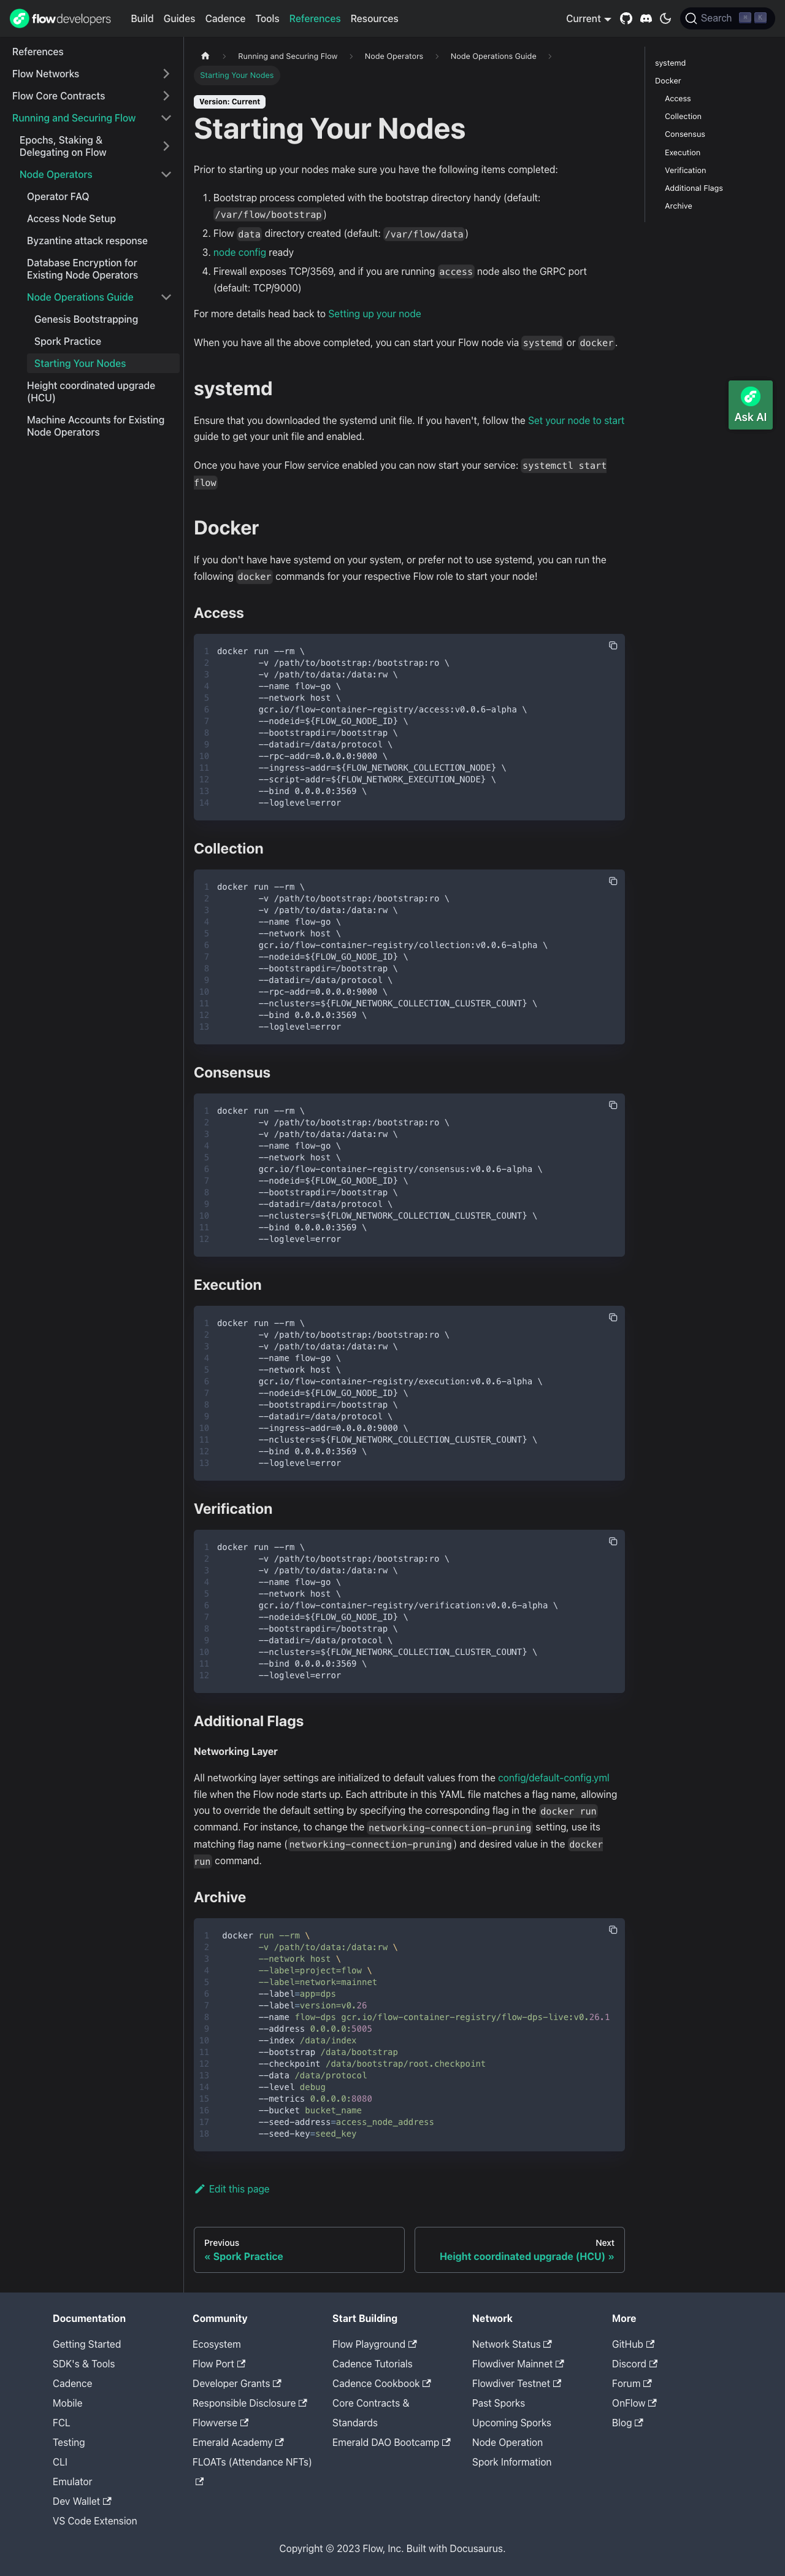 flowdevelopers Build Guides Cadence Tools References Resources Current Search ⌘ K
References
Flow Networks
Flow Core Contracts
Running and Securing Flow
Epochs, Staking &
Delegating on Flow
Node Operators
Operator FAQ
Access Node Setup
Byzantine attack response
Database Encryption for
Existing Node Operators
Node Operations Guide
Genesis Bootstrapping
Spork Practice
Starting Your Nodes
Height coordinated upgrade
(HCU)
Machine Accounts for Existing
Node Operators
Running and Securing Flow > Node Operators > Node Operations Guide >
Starting Your Nodes
Version: Current
Starting Your Nodes
Prior to starting up your nodes make sure you have the following items completed:
1. Bootstrap process completed with the bootstrap directory handy (default:
/var/flow/bootstrap)
2. Flow data directory created (default: /var/flow/data)
3. node config ready
4. Firewall exposes TCP/3569, and if you are running access node also the GRPC port
(default: TCP/9000)
For more details head back to Setting up your node
When you have all the above completed, you can start your Flow node via systemd or docker.
systemd
Ensure that you downloaded the systemd unit file. If you haven't, follow the Set your node to start
guide to get your unit file and enabled.
Once you have your Flow service enabled you can now start your service: systemctl start
flow
Docker
If you don't have have systemd on your system, or prefer not to use systemd, you can run the
following docker commands for your respective Flow role to start your node!
Access
1 docker run --rm \
2 -v /path/to/bootstrap:/bootstrap:ro \
3 -v /path/to/data:/data:rw \
4 --name flow-go \
5 --network host \
6 gcr.io/flow-container-registry/access:v0.0.6-alpha \
7 --nodeid=${FLOW_GO_NODE_ID} \
8 --bootstrapdir=/bootstrap \
9 --datadir=/data/protocol \
10 --rpc-addr=0.0.0.0:9000 \
11 --ingress-addr=${FLOW_NETWORK_COLLECTION_NODE} \
12 --script-addr=${FLOW_NETWORK_EXECUTION_NODE} \
13 --bind 0.0.0.0:3569 \
14 --loglevel=error
Collection
1 docker run --rm \
2 -v /path/to/bootstrap:/bootstrap:ro \
3 -v /path/to/data:/data:rw \
4 --name flow-go \
5 --network host \
6 gcr.io/flow-container-registry/collection:v0.0.6-alpha \
7 --nodeid=${FLOW_GO_NODE_ID} \
8 --bootstrapdir=/bootstrap \
9 --datadir=/data/protocol \
10 --rpc-addr=0.0.0.0:9000 \
11 --nclusters=${FLOW_NETWORK_COLLECTION_CLUSTER_COUNT} \
12 --bind 0.0.0.0:3569 \
13 --loglevel=error
Consensus
1 docker run --rm \
2 -v /path/to/bootstrap:/bootstrap:ro \
3 -v /path/to/data:/data:rw \
4 --name flow-go \
5 --network host \
6 gcr.io/flow-container-registry/consensus:v0.0.6-alpha \
7 --nodeid=${FLOW_GO_NODE_ID} \
8 --bootstrapdir=/bootstrap \
9 --datadir=/data/protocol \
10 --nclusters=${FLOW_NETWORK_COLLECTION_CLUSTER_COUNT} \
11 --bind 0.0.0.0:3569 \
12 --loglevel=error
Execution
1 docker run --rm \
2 -v /path/to/bootstrap:/bootstrap:ro \
3 -v /path/to/data:/data:rw \
4 --name flow-go \
5 --network host \
6 gcr.io/flow-container-registry/execution:v0.0.6-alpha \
7 --nodeid=${FLOW_GO_NODE_ID} \
8 --bootstrapdir=/bootstrap \
9 --datadir=/data/protocol \
10 --ingress-addr=0.0.0.0:9000 \
11 --nclusters=${FLOW_NETWORK_COLLECTION_CLUSTER_COUNT} \
12 --bind 0.0.0.0:3569 \
13 --loglevel=error
Verification
1 docker run --rm \
2 -v /path/to/bootstrap:/bootstrap:ro \
3 -v /path/to/data:/data:rw \
4 --name flow-go \
5 --network host \
6 gcr.io/flow-container-registry/verification:v0.0.6-alpha \
7 --nodeid=${FLOW_GO_NODE_ID} \
8 --bootstrapdir=/bootstrap \
9 --datadir=/data/protocol \
10 --nclusters=${FLOW_NETWORK_COLLECTION_CLUSTER_COUNT} \
11 --bind 0.0.0.0:3569 \
12 --loglevel=error
Additional Flags
Networking Layer
All networking layer settings are initialized to default values from the config/default-config.yml
file when the Flow node starts up. Each attribute in this YAML file matches a flag name, allowing
you to override the default setting by specifying the corresponding flag in the docker run
command. For instance, to change the networking-connection-pruning setting, use its
matching flag name (networking-connection-pruning) and desired value in the docker
run command.
Archive
1 docker run --rm \
2 -v /path/to/data:/data:rw \
3 --network host \
4 --label=project=flow \
5 --label=network=mainnet
6 --label=app=dps
7 --label=version=v0.26
8 --name flow-dps gcr.io/flow-container-registry/flow-dps-live:v0.26.1
9 --address 0.0.0.0:5005
10 --index /data/index
11 --bootstrap /data/bootstrap
12 --checkpoint /data/bootstrap/root.checkpoint
13 --data /data/protocol
14 --level debug
15 --metrics 0.0.0.0:8080
16 --bucket bucket_name
17 --seed-address=access_node_address
18 --seed-key=seed_key
Edit this page
Previous
« Spork Practice
Next
Height coordinated upgrade (HCU) »
systemd
Docker
Access
Collection
Consensus
Execution
Verification
Additional Flags
Archive
Ask AI
Documentation
Getting Started
SDK's & Tools
Cadence
Mobile
FCL
Testing
CLI
Emulator
Dev Wallet
VS Code Extension
Community
Ecosystem
Flow Port
Developer Grants
Responsible Disclosure
Flowverse
Emerald Academy
FLOATs (Attendance NFTs)
Start Building
Flow Playground
Cadence Tutorials
Cadence Cookbook
Core Contracts &
Standards
Emerald DAO Bootcamp
Network
Network Status
Flowdiver Mainnet
Flowdiver Testnet
Past Sporks
Upcoming Sporks
Node Operation
Spork Information
More
GitHub
Discord
Forum
OnFlow
Blog
Copyright © 2023 Flow, Inc. Built with Docusaurus.